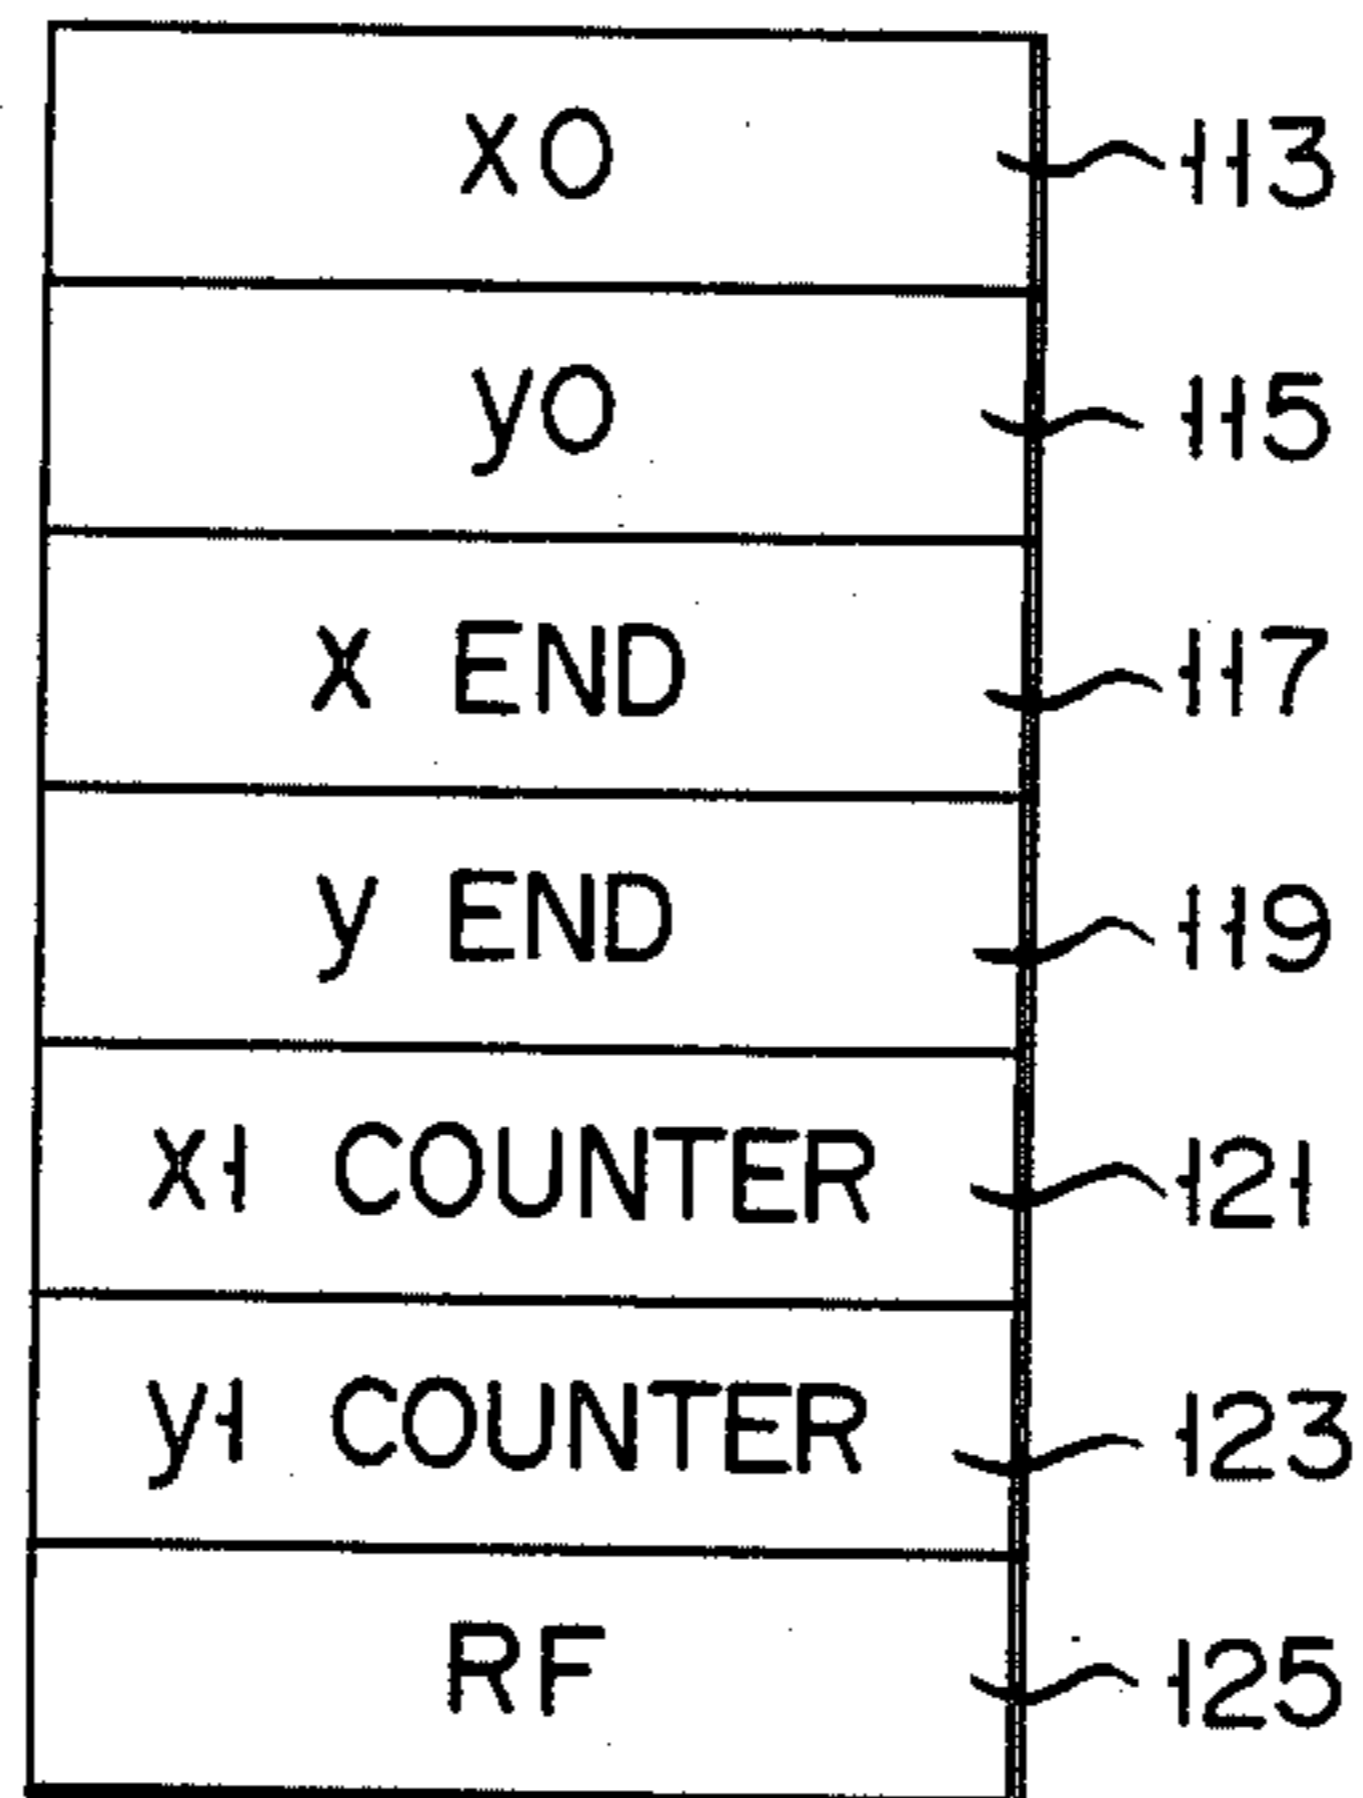 x0 113
y0 115
x END 117
y END 119
x1 COUNTER 121
y1 COUNTER 123
RF 125